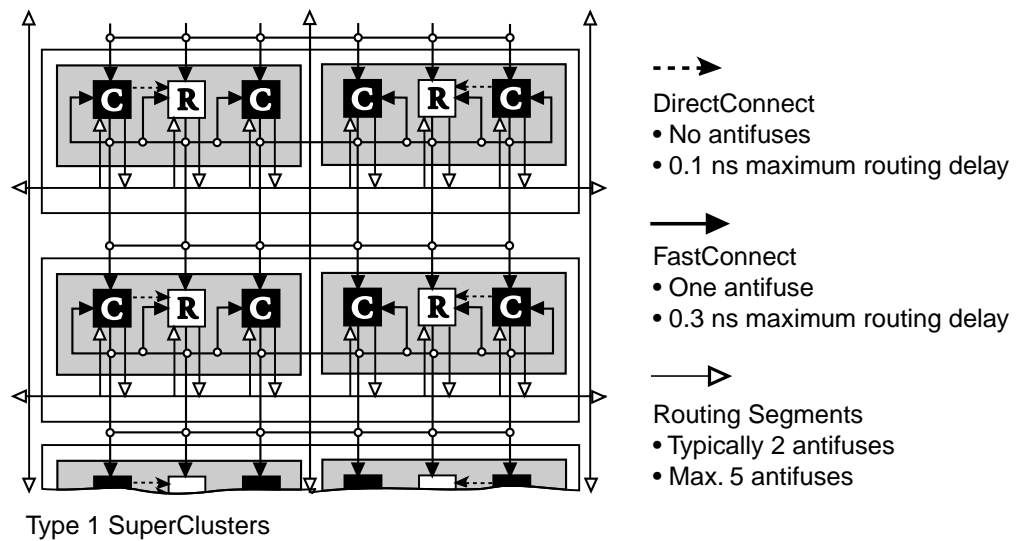 C R C C R C
C R C C R C
DirectConnect
• No antifuses
• 0.1 ns maximum routing delay
FastConnect
• One antifuse
• 0.3 ns maximum routing delay
Routing Segments
• Typically 2 antifuses
• Max. 5 antifuses
Type 1 SuperClusters